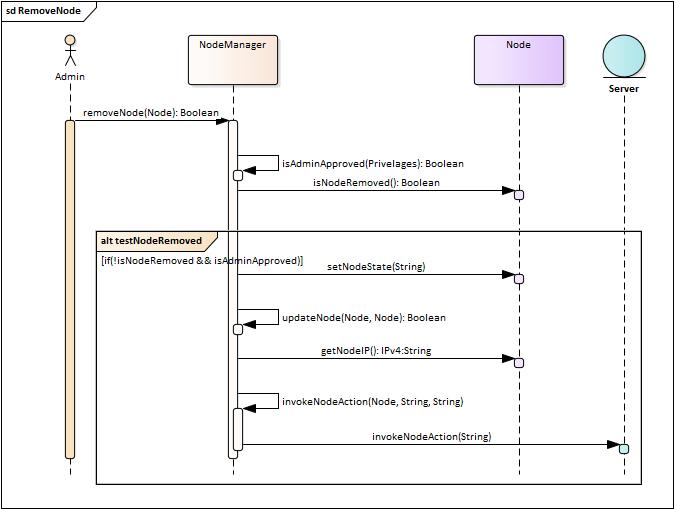 sd RemoveNode
NodeManager
Node
Admin
Server
removeNode(Node): Boolean
isAdminApproved(Privelages): Boolean
isNodeRemoved(): Boolean
alt testNodeRemoved
[if(!isNodeRemoved && isAdminApproved)]
setNodeState(String)
updateNode(Node, Node): Boolean
getNodeIP(): IPv4:String
invokeNodeAction(Node, String, String)
invokeNodeAction(String)